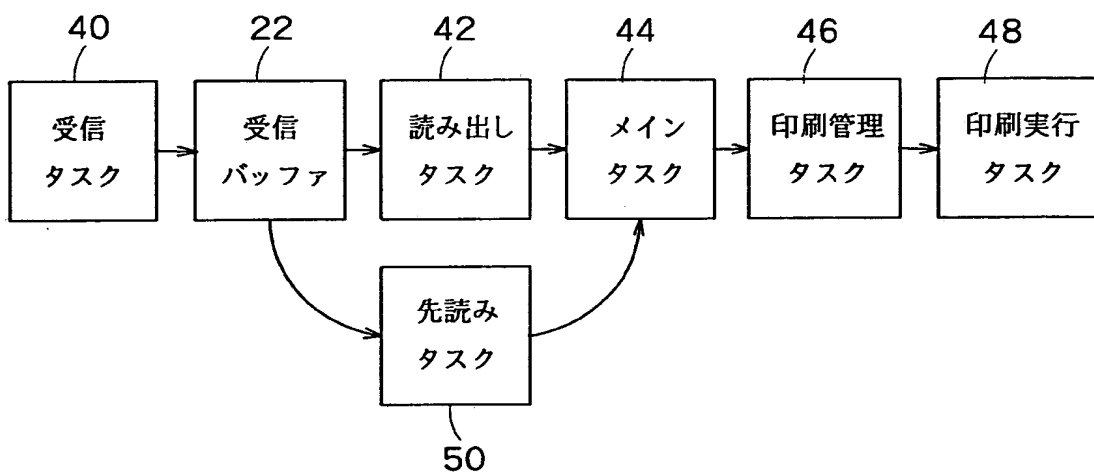 40
22
42
44
46
48
受信
タスク
受信
バッファ
読み出し
タスク
メイン
タスク
印刷管理
タスク
印刷実行
タスク
先読み
タスク
50